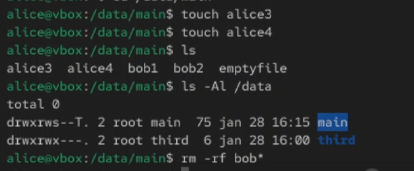 alice@vbox:/data/main$ touch alice3
alice@vbox:/data/main$ touch alice4
alice@vbox:/data/main$ ls
alice3 alice4 bob1 bob2 emptyfile
alice@vbox:/data/main$ ls -Al /data
total 0
drwxrws--T. 2 root main 75 jan 28 16:15 main
drwxrwx---. 2 root third 6 jan 28 16:00 third
alice@vbox:/data/main$ rm -rf bob*